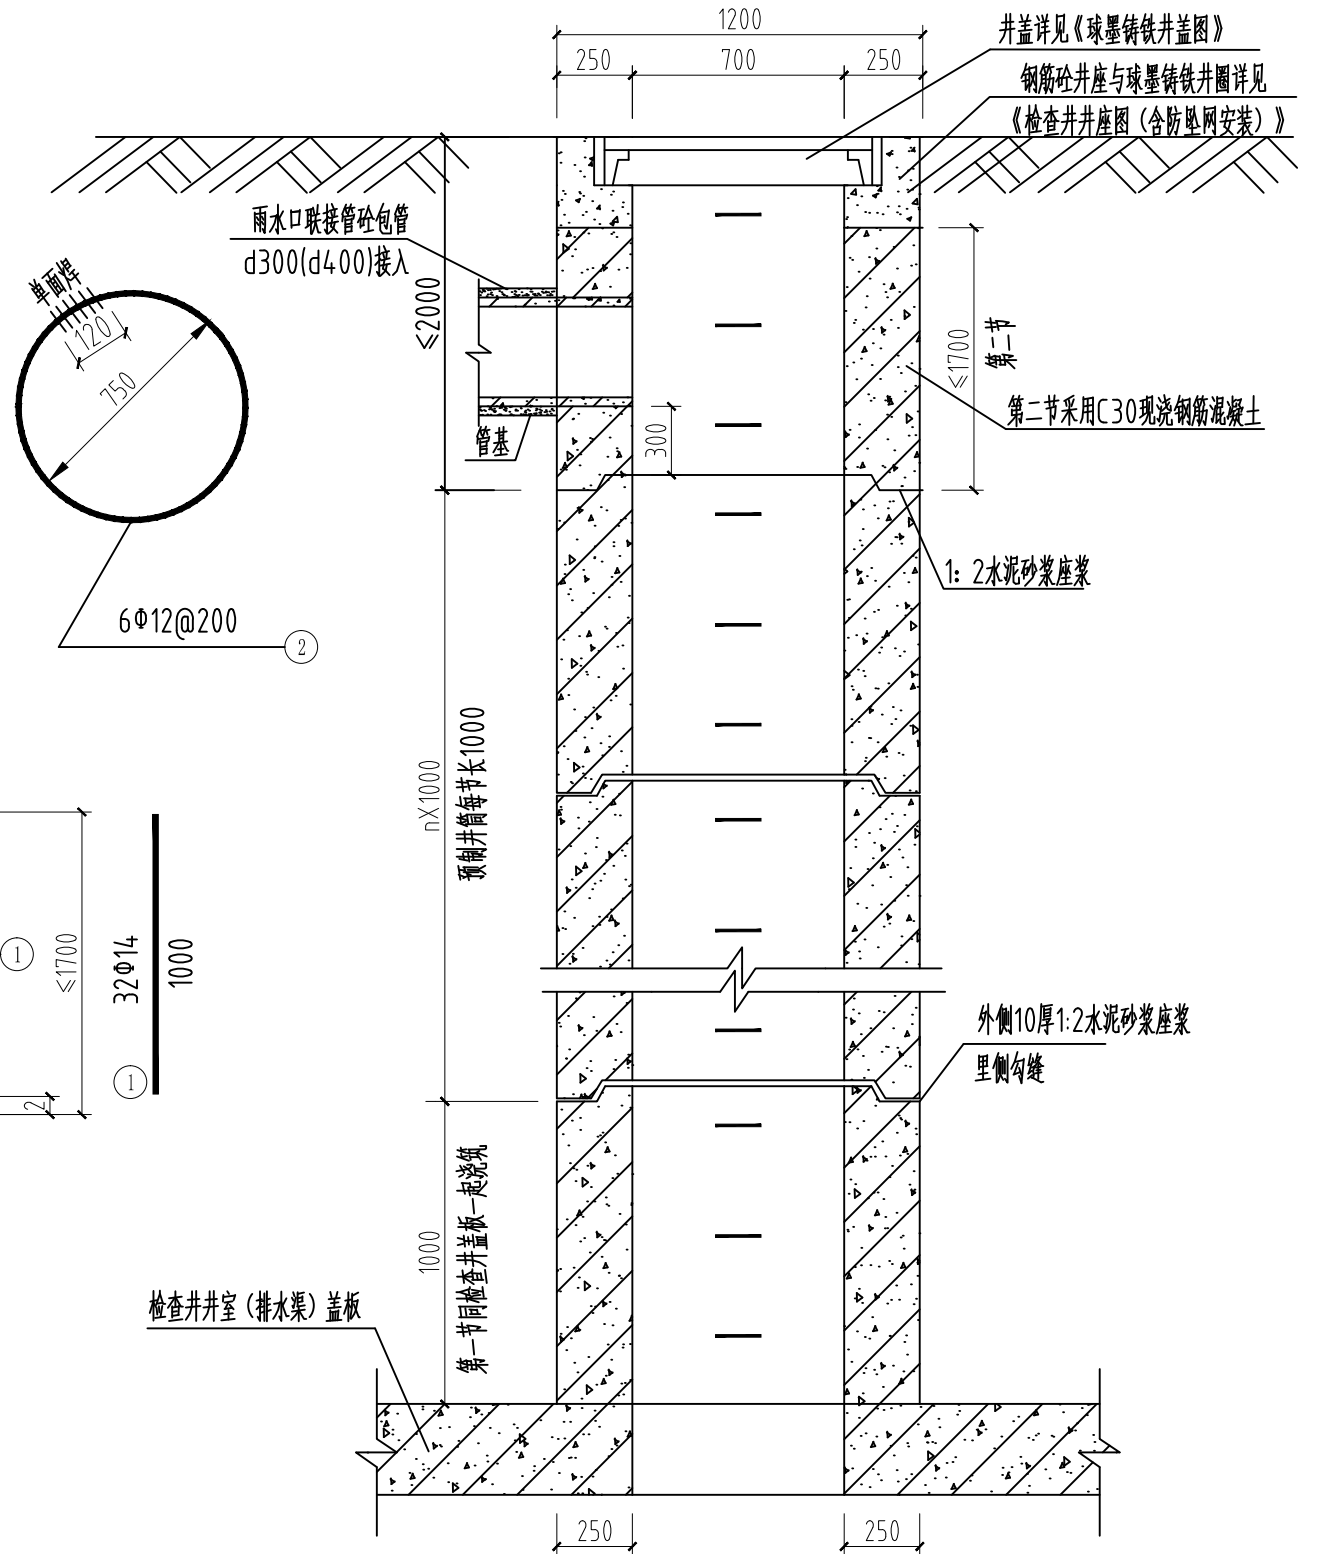 1200
250
700
250
井盖详见《球墨铸铁井盖图》
钢筋砼井座与球墨铸铁井圈详见
《检查井井座图（含防坠网安装）》
雨水口联接管砼包管
d300(d400)接入
≤2000
单面焊
120
750
≤1700
第二节
第二节采用C30现浇钢筋混凝土
300
管基
1：2水泥砂浆座浆
6Φ12@200
2
nX1000
预制井筒每节长1000
1
≤1700
32Φ14
1000
1
2
外侧10厚1:2水泥砂浆座浆
里侧勾缝
1000
第一节同检查井盖板一起浇筑
检查井井室（排水渠）盖板
250
250